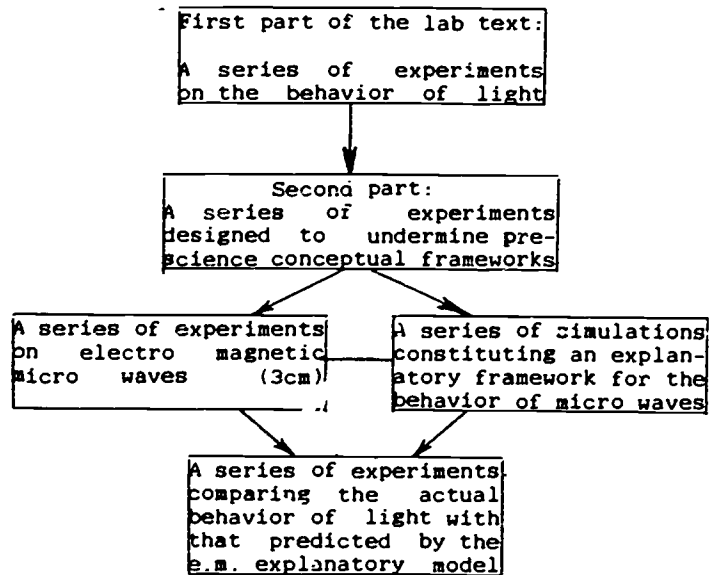 First part of the lab text:
A series of experiments
on the behavior of light
Second part:
A series of experiments
designed to undermine pre-
science conceptual frameworks
A series of experiments
on electro magnetic
micro waves (3cm)
A series of simulations
constituting an explan-
atory framework for the
behavior of micro waves
A series of experiments
comparing the actual
behavior of light with
that predicted by the
e.m. explanatory model